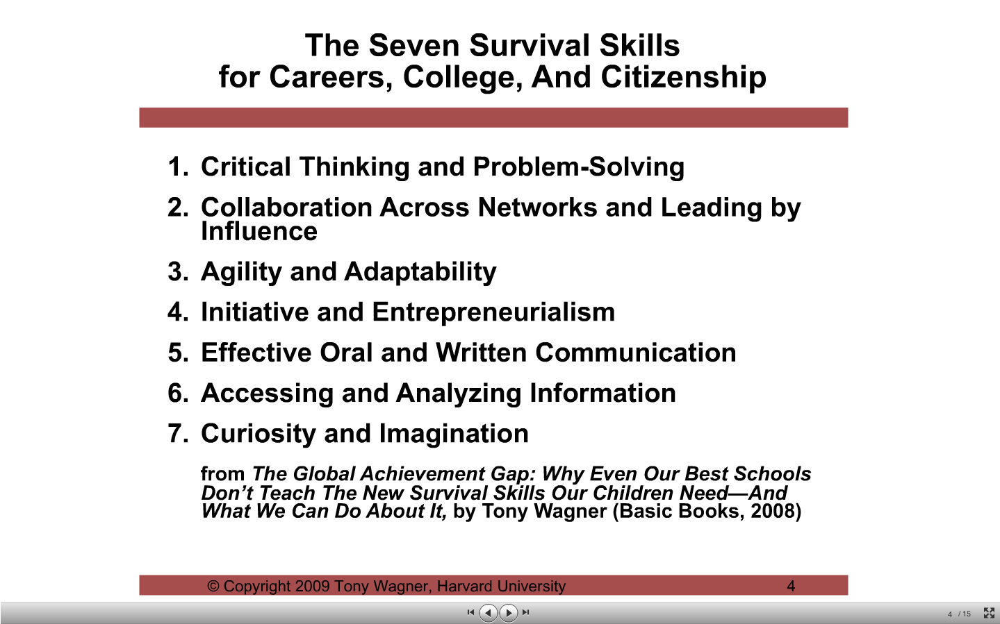 The Seven Survival Skills
for Careers, College, And Citizenship
1. Critical Thinking and Problem-Solving
2. Collaboration Across Networks and Leading by
Influence
3. Agility and Adaptability
4. Initiative and Entrepreneurialism
5. Effective Oral and Written Communication
6. Accessing and Analyzing Information
7. Curiosity and Imagination
from The Global Achievement Gap: Why Even Our Best Schools
Don’t Teach The New Survival Skills Our Children Need—And
What We Can Do About It, by Tony Wagner (Basic Books, 2008)
© Copyright 2009 Tony Wagner, Harvard University 4
4 / 15